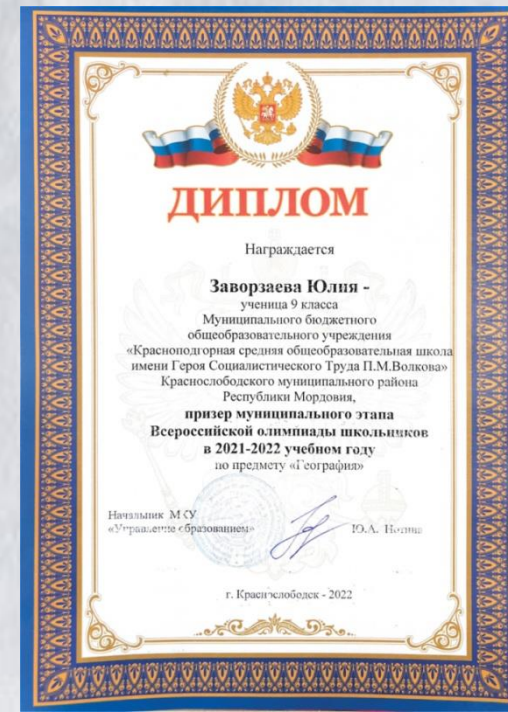 ДИПЛОМ
Награждается
Заворзаева Юлия -
ученица 9 класса
Муниципального бюджетного
общеобразовательного учреждения
«Красноподгорная средняя общеобразовательная школа
имени Героя Социалистического Труда П.М.Волкова»
Краснослободского муниципального района
Республики Мордовия,
призер муниципального этапа
Всероссийской олимпиады школьников
в 2021-2022 учебном году
по предмету «География»
Начальник МКУ
«Управление образованием» Ю.А.
г. Краснослободск - 2022